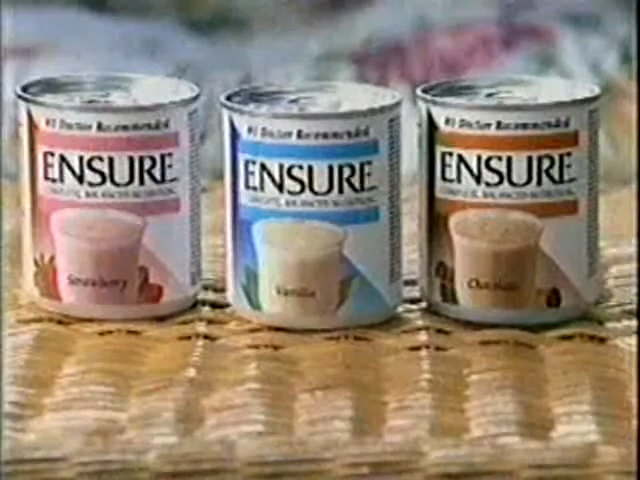 #1 Doctor Recommended
ENSURE
COMPLETE, BALANCED NUTRITION
Strawberry
#1 Doctor Recommended
ENSURE
COMPLETE, BALANCED NUTRITION
Vanilla
#1 Doctor Recommended
ENSURE
COMPLETE, BALANCED NUTRITION
Chocolate